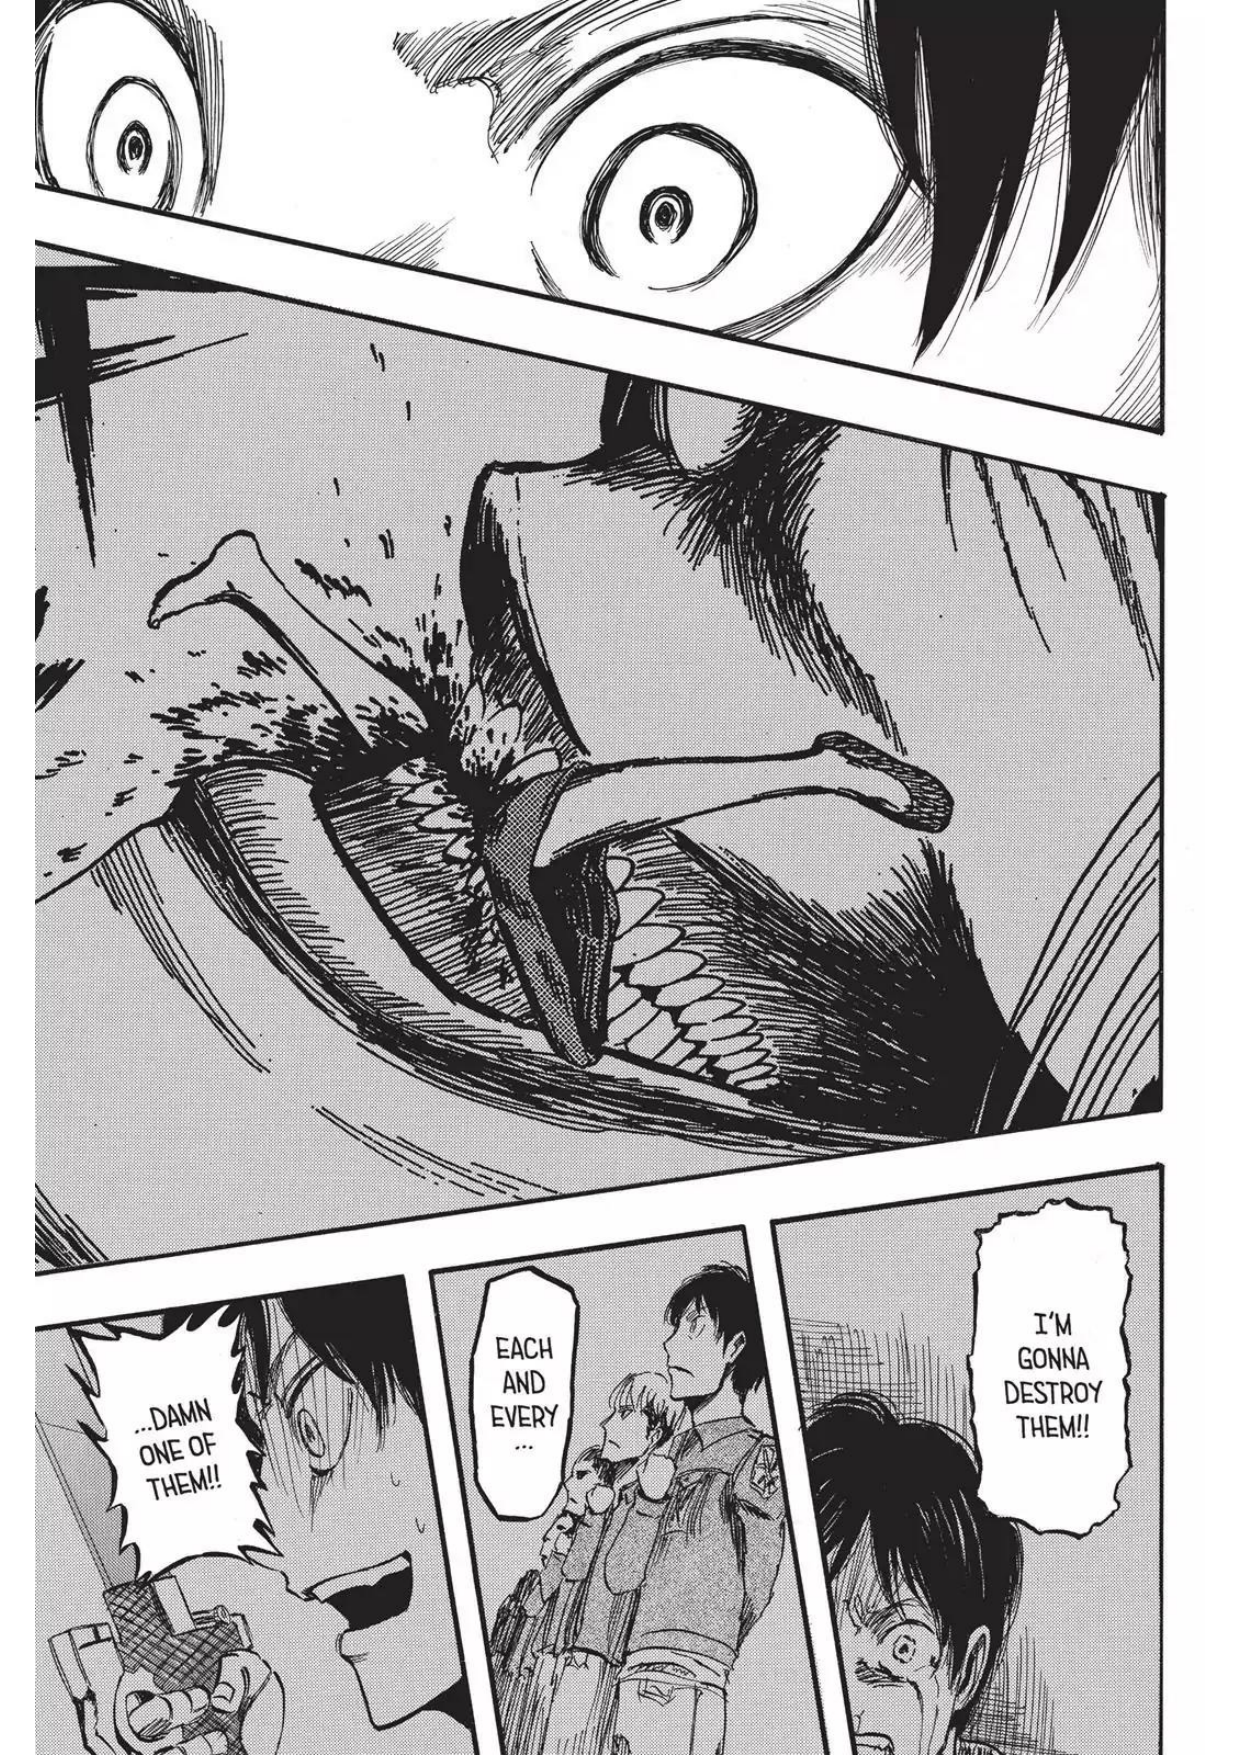 I'M
GONNA
DESTROY
THEM!!
EACH
AND
EVERY
...
...DAMN
ONE OF
THEM!!